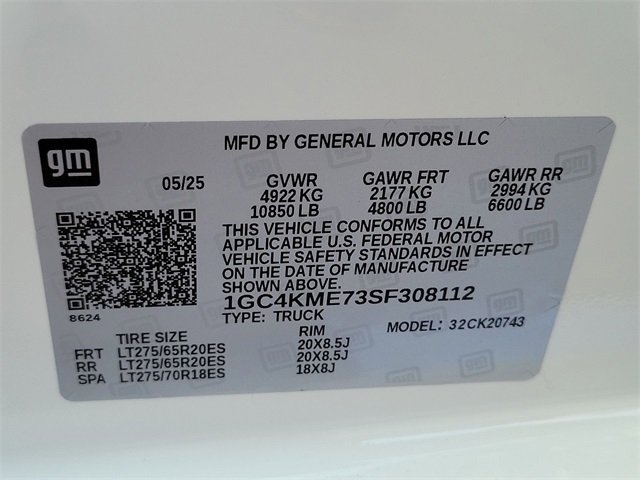 gm
MFD BY GENERAL MOTORS LLC
05/25 GVWR GAWR FRT GAWR RR
4922 KG 2177 KG 2994 KG
10850 LB 4800 LB 6600 LB
THIS VEHICLE CONFORMS TO ALL
APPLICABLE U.S. FEDERAL MOTOR
VEHICLE SAFETY STANDARDS IN EFFECT
ON THE DATE OF MANUFACTURE
SHOWN ABOVE.
1GC4KME73SF308112
8624
TYPE: TRUCK MODEL: 32CK20743
TIRE SIZE RIM
FRT LT275/65R20ES 20X8.5J
RR LT275/65R20ES 20X8.5J
SPA LT275/70R18ES 18X8J